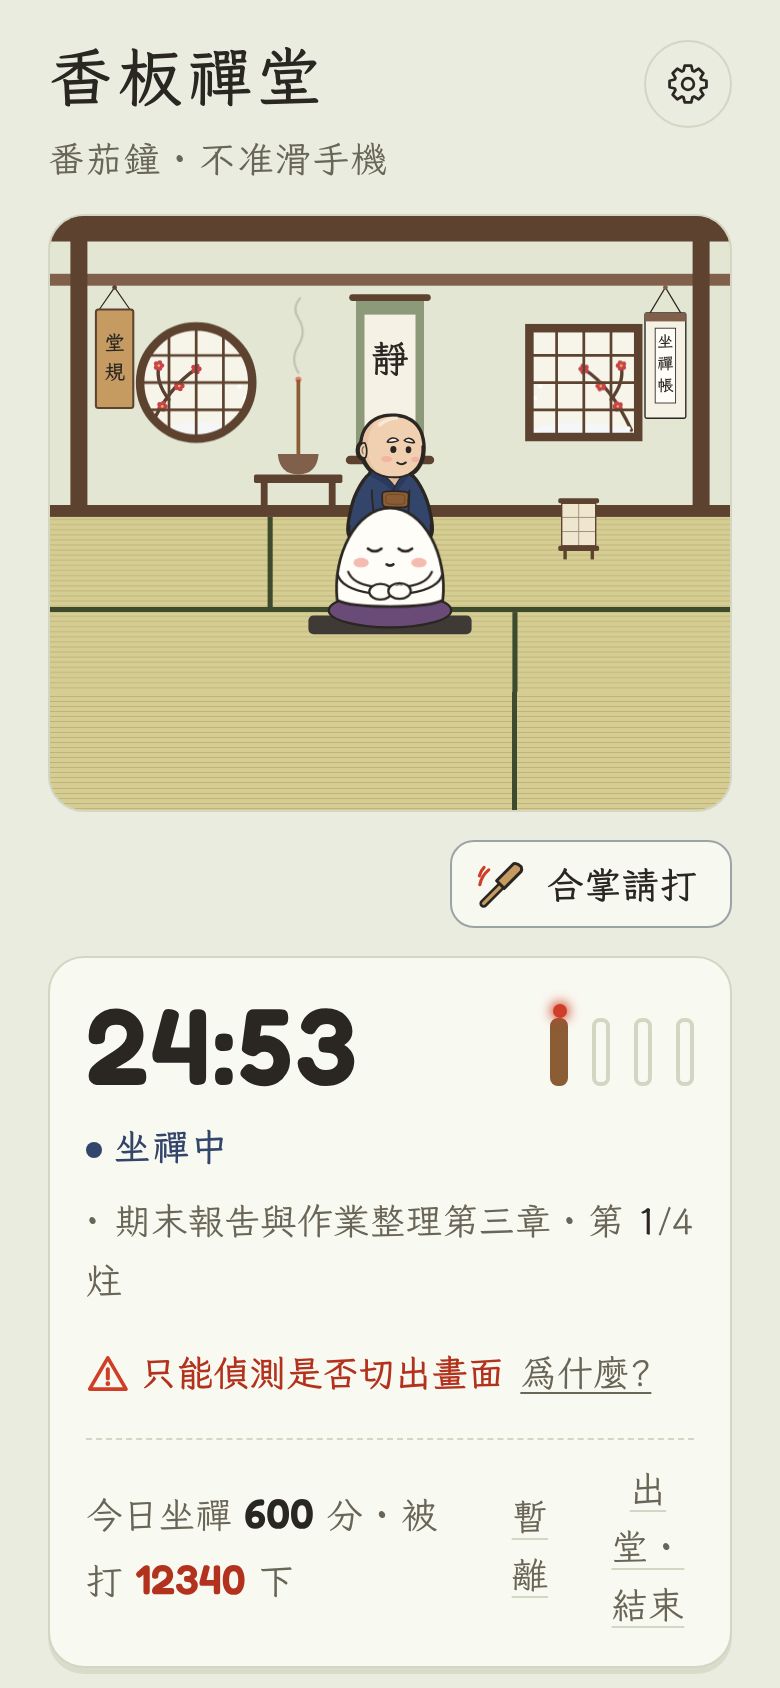 香板禪堂
番茄鐘・不准滑手機
堂規
靜
坐禪帳
合掌請打
24:53
坐禪中
・期末報告與作業整理第三章・第 1/4
炷
只能偵測是否切出畫面 為什麼?
今日坐禪 600 分・被
打 12340 下
暫
離
出
堂・
結束